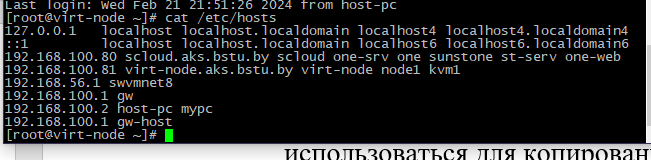 Last login: Wed Feb 21 21:51:26 2024 from host-pc
[root@virt-node ~]# cat /etc/hosts
127.0.0.1   localhost localhost.localdomain localhost4 localhost4.localdomain4
::1         localhost localhost.localdomain localhost6 localhost6.localdomain6
192.168.100.80 scloud.aks.bstu.by scloud one-srv one sunstone st-serv one-web
192.168.100.81 virt-node.aks.bstu.by virt-node node1 kvm1
192.168.56.1 swvmnet8
192.168.100.1 gw
192.168.100.2 host-pc mypc
192.168.100.1 gw-host
[root@virt-node ~]#
использоваться для